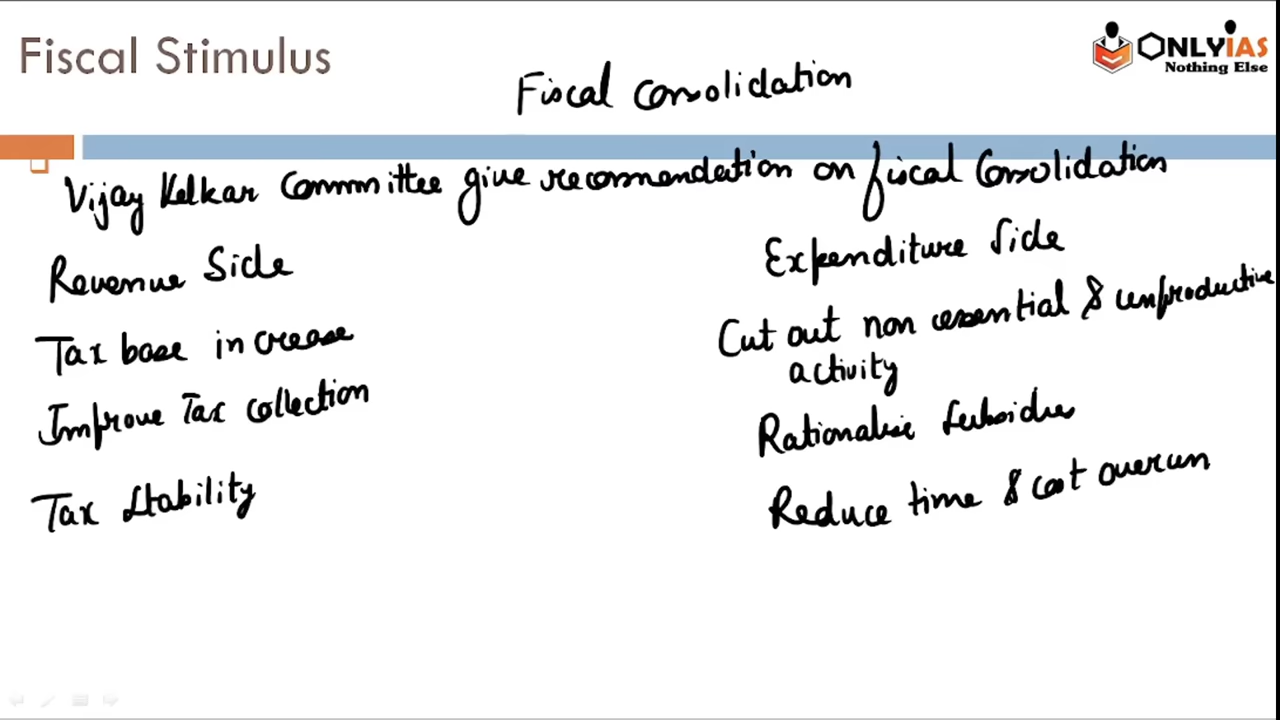 Fiscal Stimulus
ONLYIAS
Nothing Else
Fiscal Consolidation
Vijay Kelkar Committee give recommendation on fiscal Consolidation
Revenue Side
Tax base increase
Improve Tax collection
Tax Stability
Expenditure Side
Cut out non essential & unproductive
activity
Rationalise Subsidies
Reduce time & cost overrun